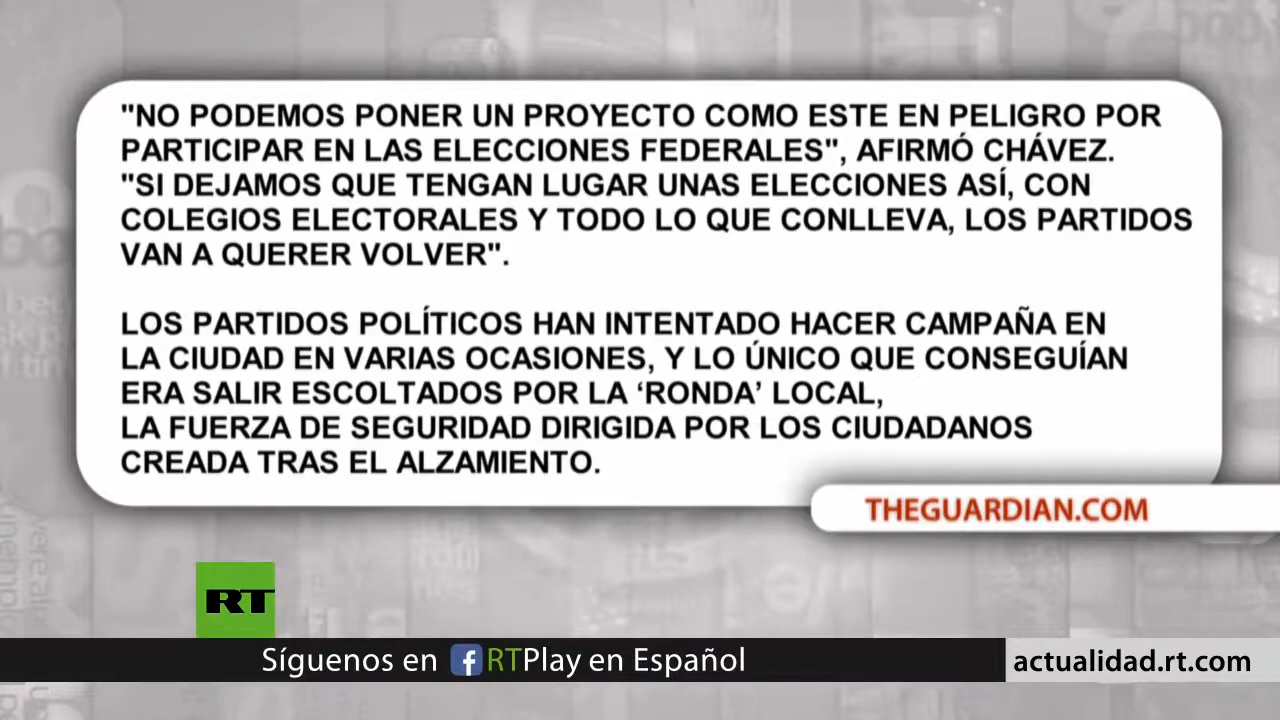 "NO PODEMOS PONER UN PROYECTO COMO ESTE EN PELIGRO POR
PARTICIPAR EN LAS ELECCIONES FEDERALES", AFIRMÓ CHÁVEZ.
"SI DEJAMOS QUE TENGAN LUGAR UNAS ELECCIONES ASÍ, CON
COLEGIOS ELECTORALES Y TODO LO QUE CONLLEVA, LOS PARTIDOS
VAN A QUERER VOLVER".
LOS PARTIDOS POLÍTICOS HAN INTENTADO HACER CAMPAÑA EN
LA CIUDAD EN VARIAS OCASIONES, Y LO ÚNICO QUE CONSEGUÍAN
ERA SALIR ESCOLTADOS POR LA ‘RONDA’ LOCAL,
LA FUERZA DE SEGURIDAD DIRIGIDA POR LOS CIUDADANOS
CREADA TRAS EL ALZAMIENTO.
THEGUARDIAN.COM
RT
Síguenos en f RTPlay en Español
actualidad.rt.com